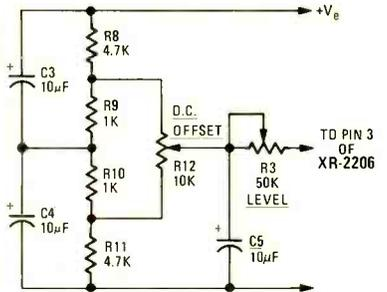 +Ve
R8
4.7K
+
C3
10µF
R9
1K
D.C.
OFFSET
R12
10K
R3
50K
LEVEL
TO PIN 3
OF
XR-2206
R10
1K
+
C4
10µF
R11
4.7K
+
C5
10µF